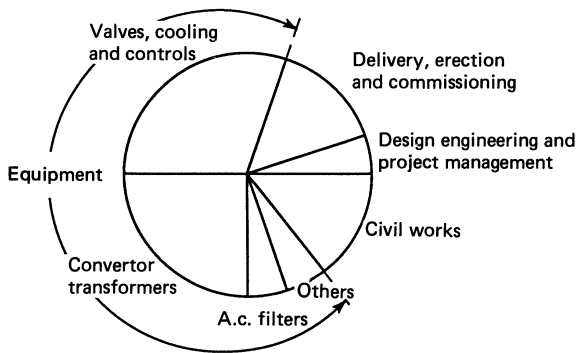 Valves, cooling
and controls
Delivery, erection
and commissioning
Design engineering and
project management
Equipment
Civil works
Convertor
transformers
Others
A.c. filters